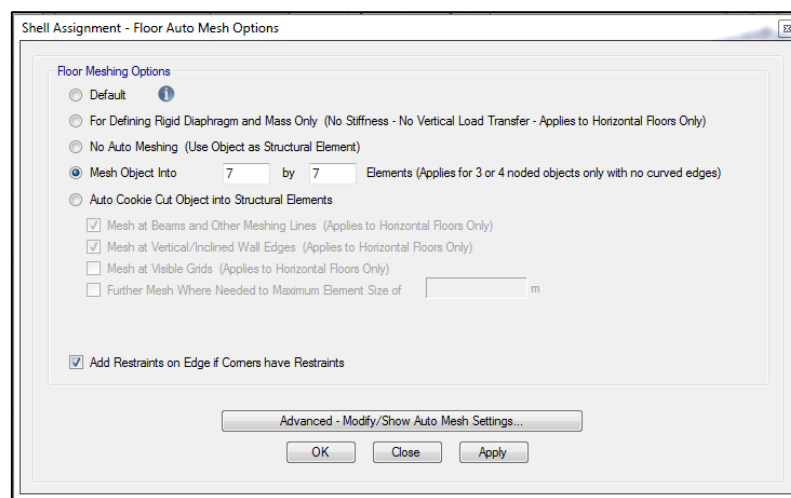 Shell Assignment - Floor Auto Mesh Options
Floor Meshing Options
Default
For Defining Rigid Diaphragm and Mass Only (No Stiffness - No Vertical Load Transfer - Applies to Horizontal Floors Only)
No Auto Meshing (Use Object as Structural Element)
Mesh Object Into 7 by 7 Elements (Applies for 3 or 4 noded objects only with no curved edges)
Auto Cookie Cut Object into Structural Elements
Mesh at Beams and Other Meshing Lines (Applies to Horizontal Floors Only)
Mesh at Vertical/Inclined Wall Edges (Applies to Horizontal Floors Only)
Mesh at Visible Grids (Applies to Horizontal Floors Only)
Further Mesh Where Needed to Maximum Element Size of m
Add Restraints on Edge if Corners have Restraints
Advanced - Modify/Show Auto Mesh Settings...
OK Close Apply